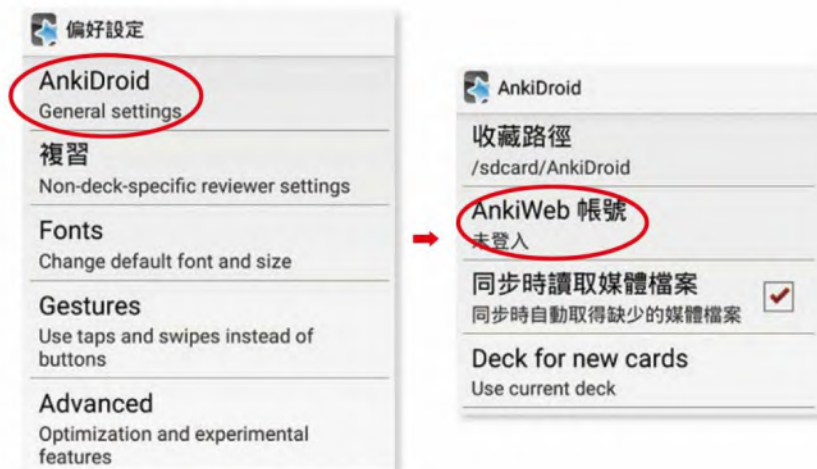 偏好設定
AnkiDroid
General settings
複習
Non-deck-specific reviewer settings
Fonts
Change default font and size
Gestures
Use taps and swipes instead of
buttons
Advanced
Optimization and experimental
features
AnkiDroid
收藏路徑
/sdcard/AnkiDroid
AnkiWeb 帳號
未登入
同步時讀取媒體檔案
同步時自動取得缺少的媒體檔案
Deck for new cards
Use current deck